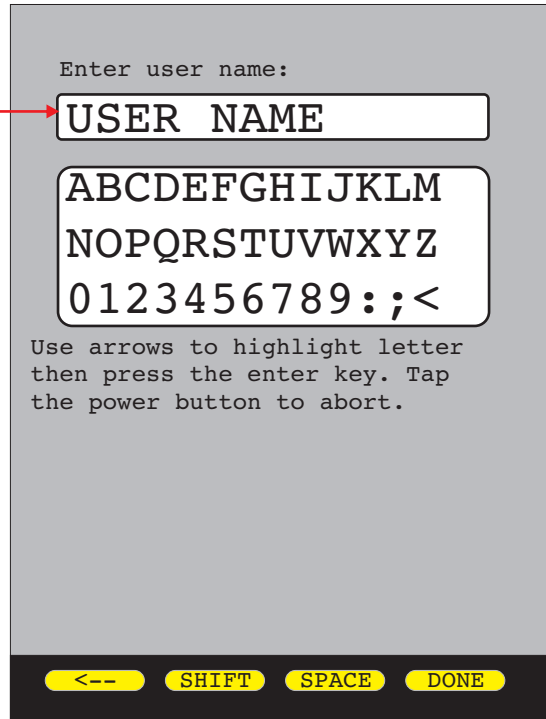 Enter user name:
USER NAME
ABCDEFGHIJKLM
NOPQRSTUVWXYZ
0123456789:;<
Use arrows to highlight letter
then press the enter key. Tap
the power button to abort.
<-- SHIFT SPACE DONE